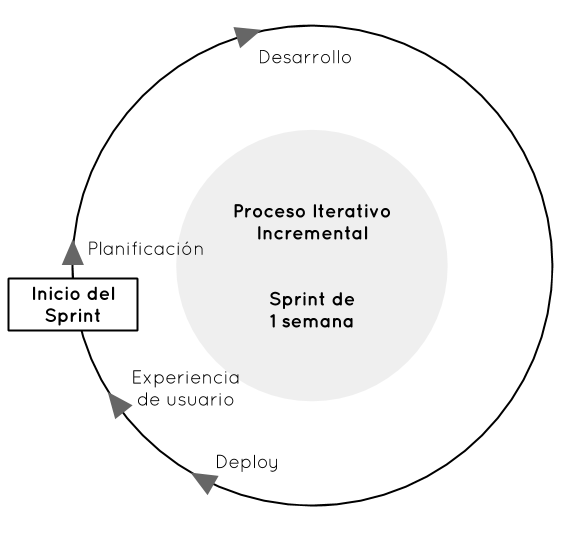 Desarrollo
Proceso Iterativo
Incremental
Planificación
Inicio del
Sprint
Sprint de
1 semana
Experiencia
de usuario
Deploy